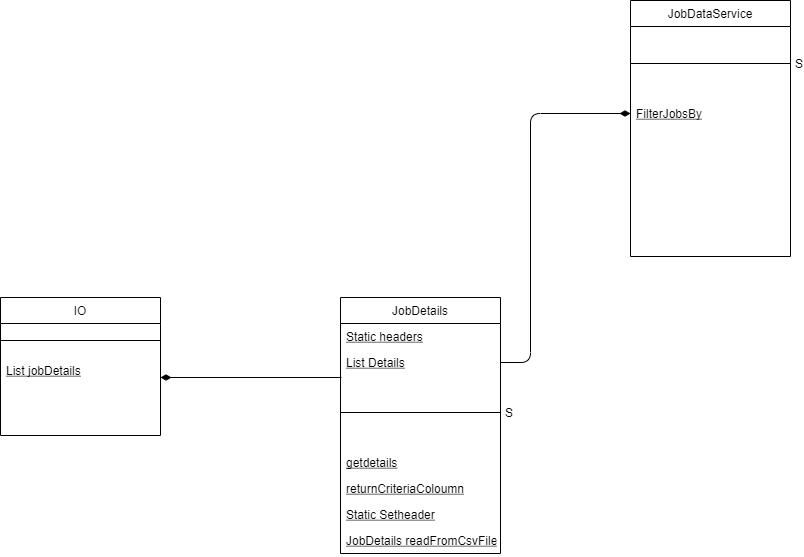 JobDataService
S
FilterJobsBy
IO
List jobDetails
JobDetails
Static headers
List Details
S
getdetails
returnCriteriaColoumn
Static Setheader
JobDetails readFromCsvFile